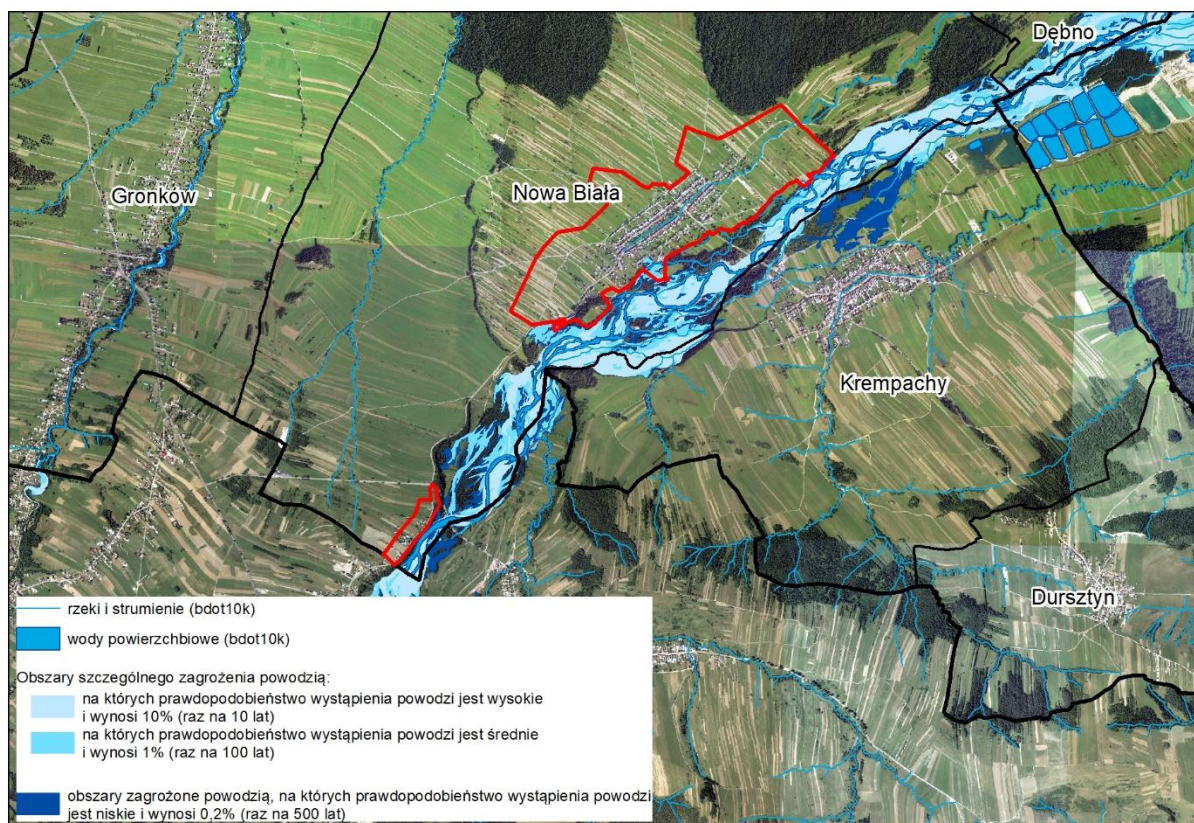 Dębno
Nowa Biała
Gronków
Krempachy
Dursztyn
rzeki i strumienie (bdot10k)
wody powierzchbiowe (bdot10k)
Obszary szczególnego zagrożenia powodzią:
na których prawdopodobieństwo wystąpienia powodzi jest wysokie
i wynosi 10% (raz na 10 lat)
na których prawdopodobieństwo wystąpienia powodzi jest średnie
i wynosi 1% (raz na 100 lat)
obszary zagrożone powodzią, na których prawdopodobieństwo wystąpienia powodzi
jest niskie i wynosi 0,2% (raz na 500 lat)